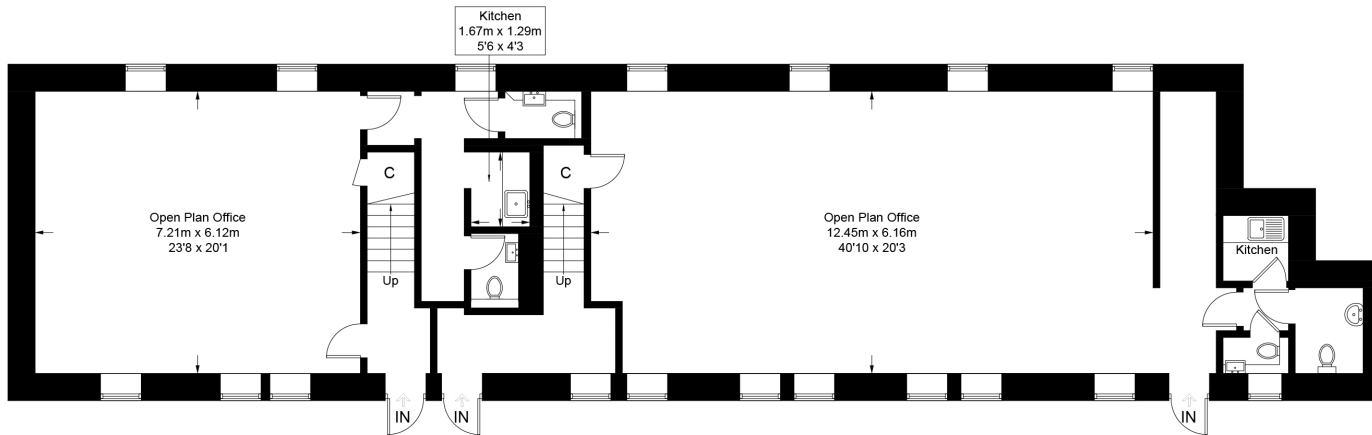 Kitchen
1.67m x 1.29m
5'6 x 4'3
C
C
Open Plan Office
7.21m x 6.12m
23'8 x 20'1
Open Plan Office
12.45m x 6.16m
40'10 x 20'3
Kitchen
Up
Up
IN
IN
IN